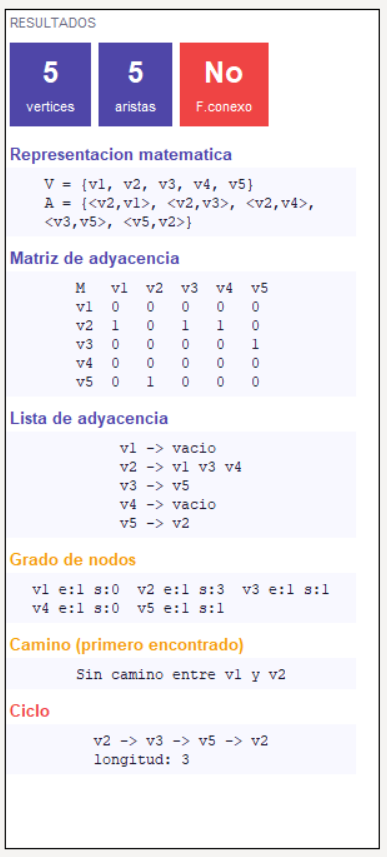 RESULTADOS
5 5 No
vertices aristas F.conexo
Representacion matematica
V = {v1, v2, v3, v4, v5}
A = {<v2,v1>, <v2,v3>, <v2,v4>,
<v3,v5>, <v5,v2>}
Matriz de adyacencia
M v1 v2 v3 v4 v5
v1 0 0 0 0 0
v2 1 0 1 1 0
v3 0 0 0 0 1
v4 0 0 0 0 0
v5 0 1 0 0 0
Lista de adyacencia
v1 -> vacio
v2 -> v1 v3 v4
v3 -> v5
v4 -> vacio
v5 -> v2
Grado de nodos
v1 e:1 s:0 v2 e:1 s:3 v3 e:1 s:1
v4 e:1 s:0 v5 e:1 s:1
Camino (primero encontrado)
Sin camino entre v1 y v2
Ciclo
v2 -> v3 -> v5 -> v2
longitud: 3